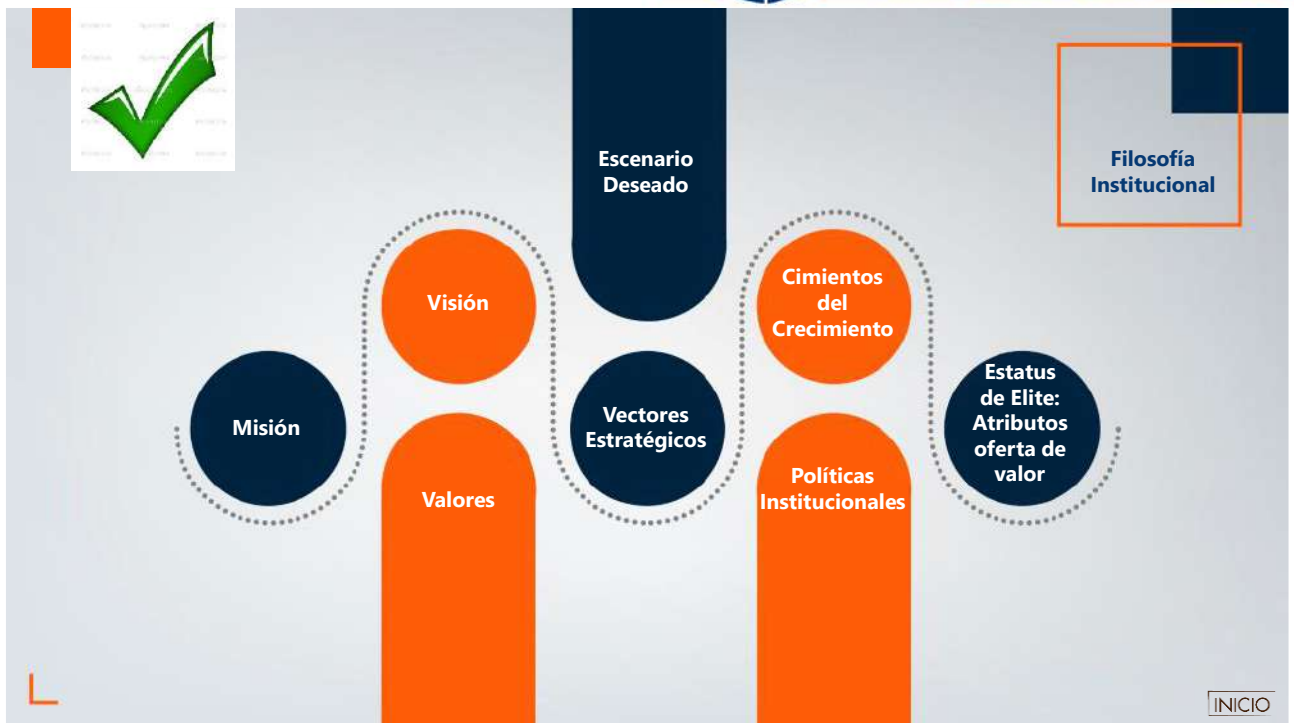 Escenario
Deseado
Filosofía
Institucional
Visión
Cimientos
del
Crecimiento
Misión
Vectores
Estratégicos
Estatus
de Elite:
Atributos
oferta de
valor
Valores
Políticas
Institucionales
INICIO